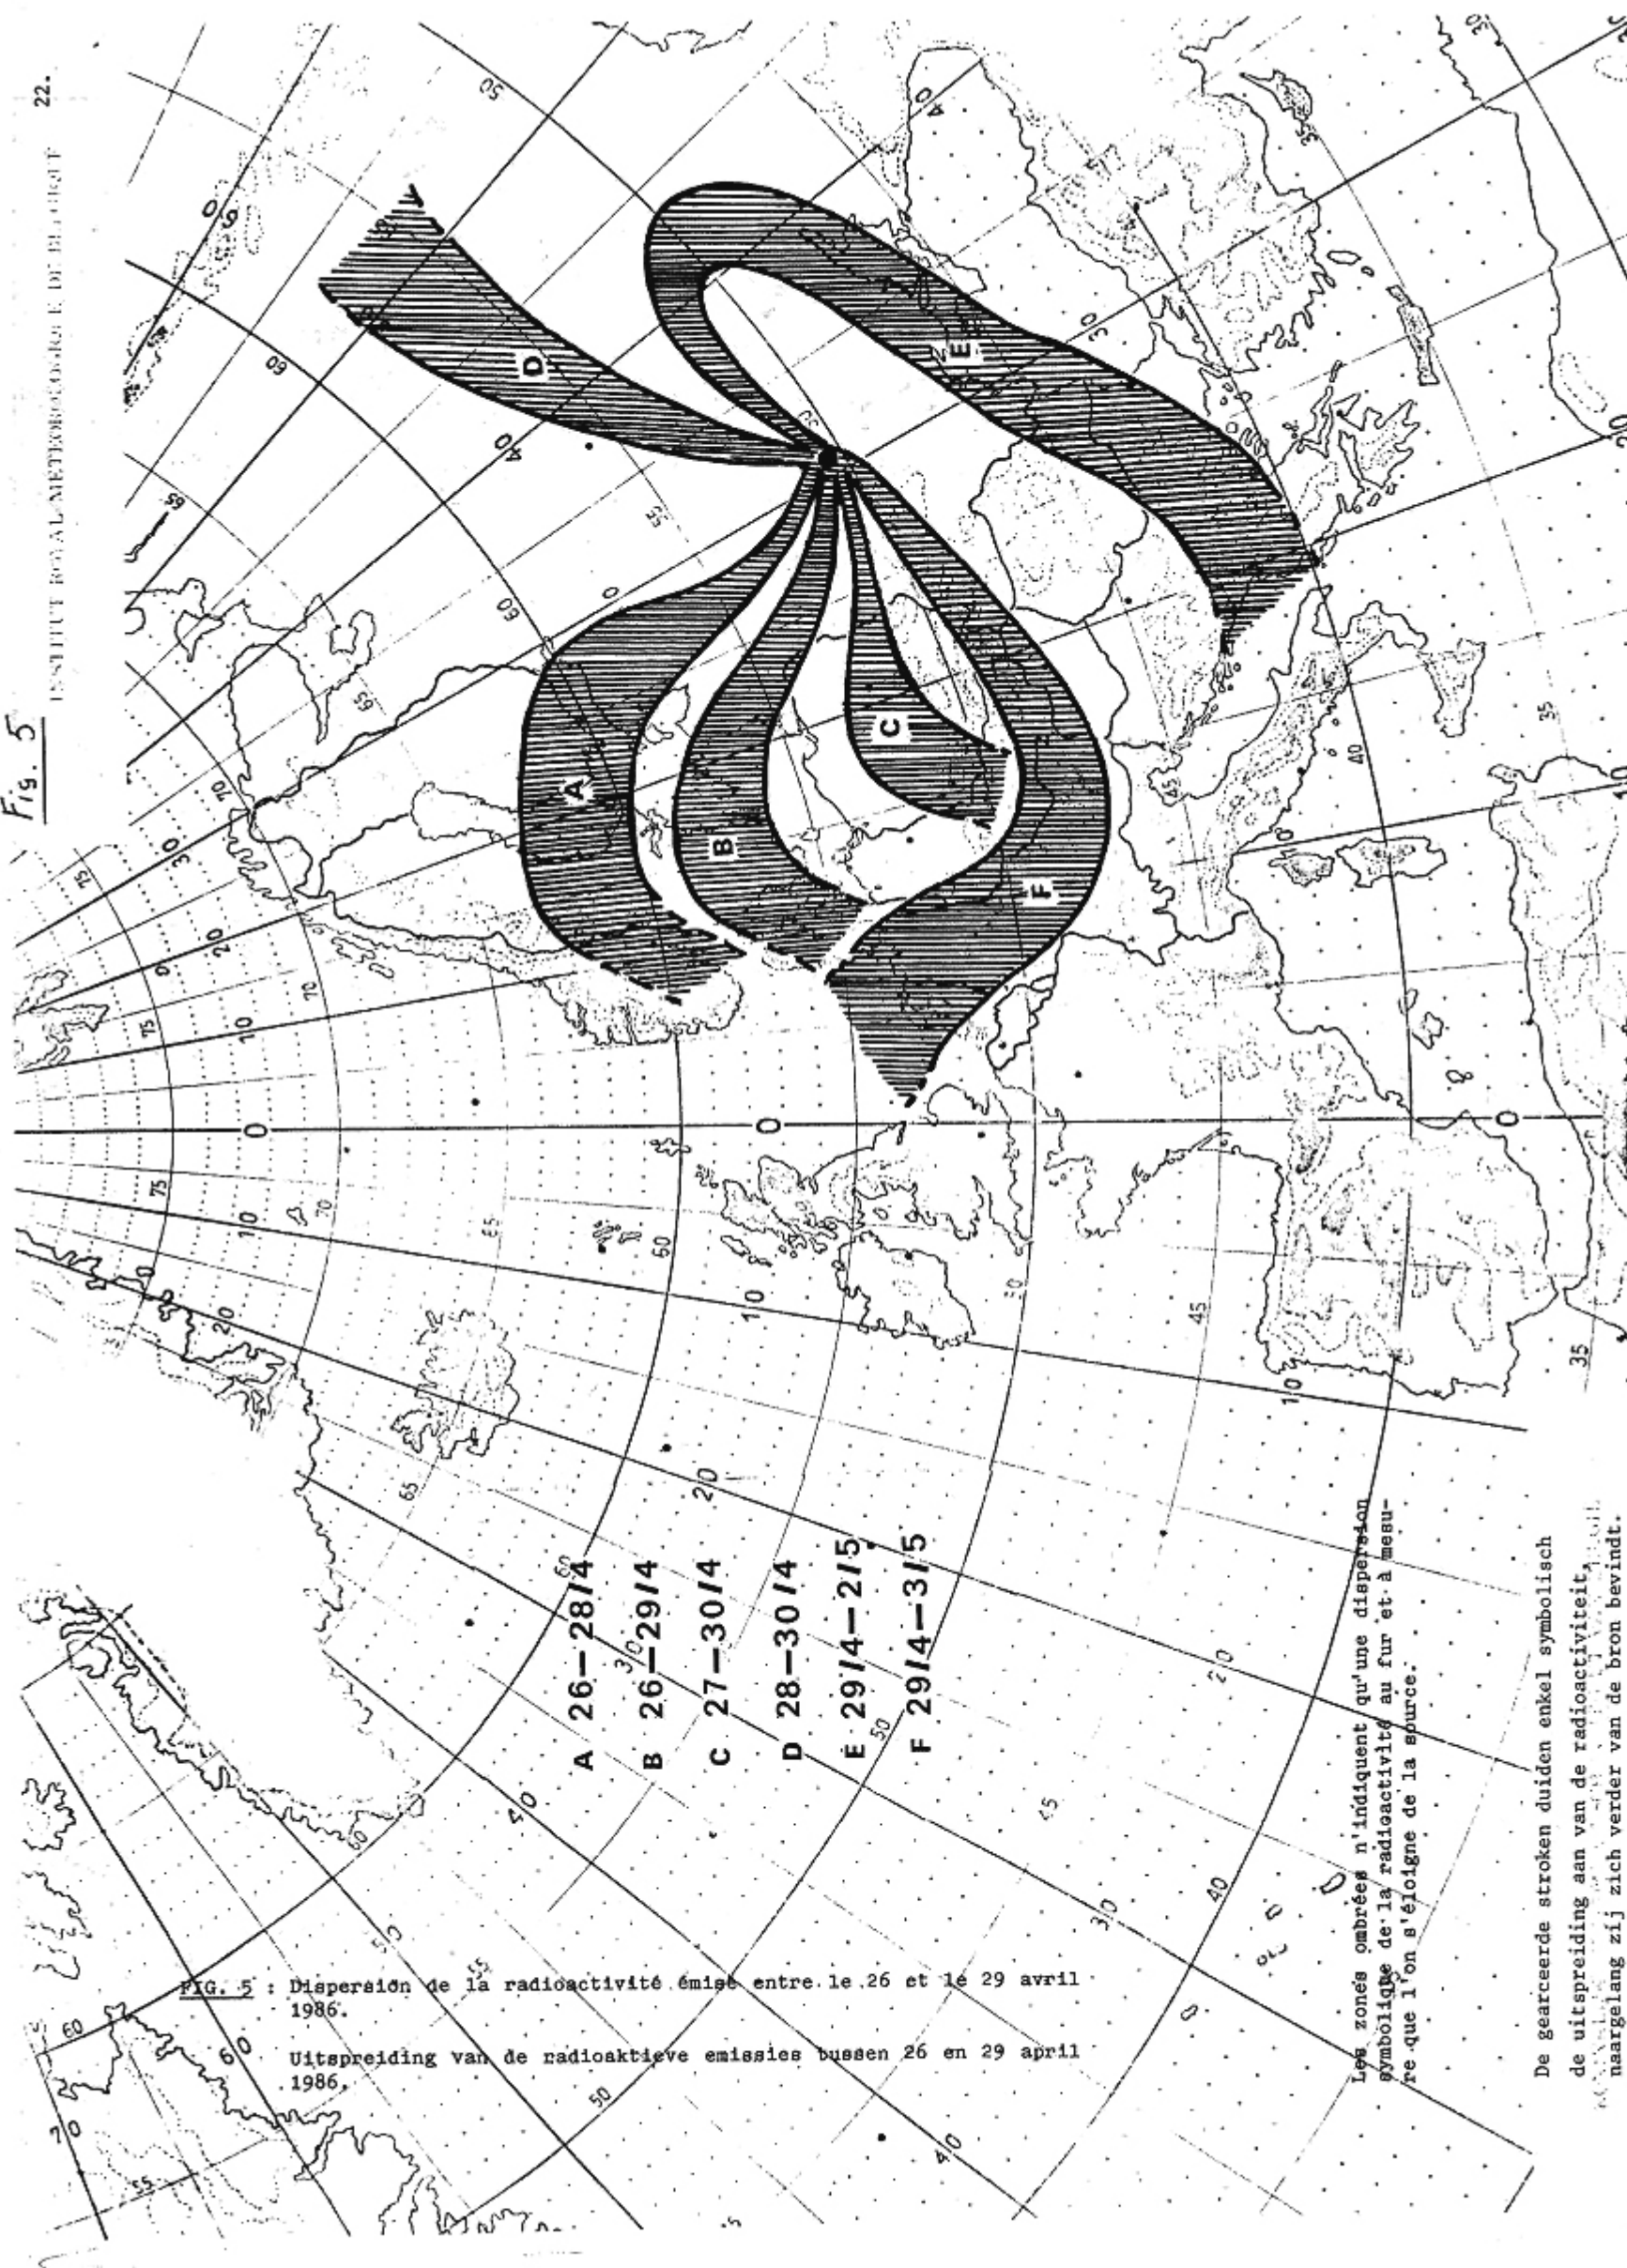 Fig. 5
22.
INSTITUT ROYAL METEOROLOGIQUE DE BELGIQUE
A 26–28/4
B 26–29/4
C 27–30/4
D 28–30/4
E 29/4–2/5
F 29/4–3/5
A
B
C
D
E
F
FIG. 5 : Dispersion de la radioactivité émise entre le 26 et le 29 avril
1986.
Uitspreiding van de radioaktieve emissies tussen 26 en 29 april
1986.
Les zones ombrées n'indiquent qu'une dispersion
symbolique de la radioactivité au fur et à mesu-
re que l'on s'éloigne de la source.
De gearceerde stroken duiden enkel symbolisch
de uitspreiding aan van de radioactiviteit,
naargelang zij zich verder van de bron bevindt.